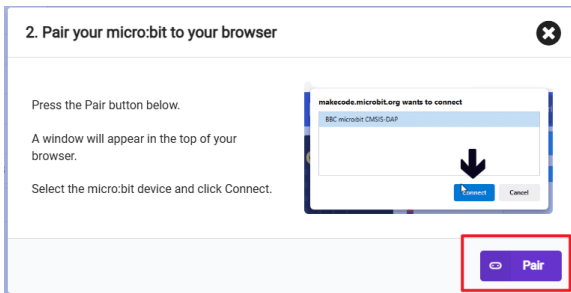 2. Pair your micro:bit to your browser
Press the Pair button below.
A window will appear in the top of your
browser.
Select the micro:bit device and click Connect.
makecode.microbit.org wants to connect
BBC micro:bit CMSIS-DAP
Connect
Cancel
Pair